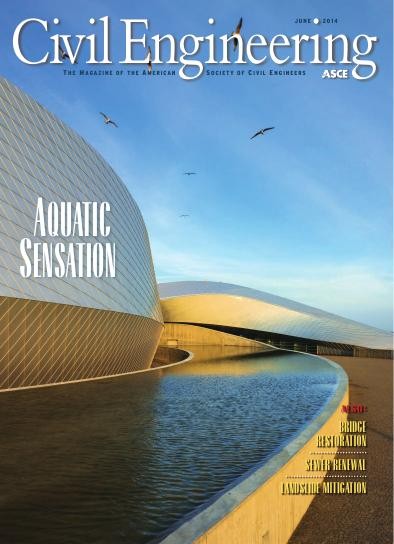 JUNE • 2014
Civil Engineering
THE MAGAZINE OF THE AMERICAN SOCIETY OF CIVIL ENGINEERS
ASCE
AQUATIC
SENSATION
ALSO:
BRIDGE
RESTORATION
SEWER RENEWAL
LANDSLIDE MITIGATION